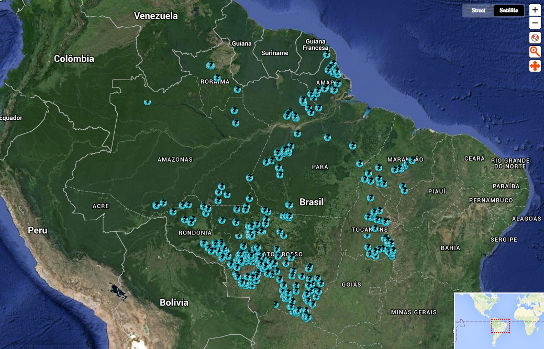 Street Satellite
Venezuela
Guiana
Suriname
Guiana
Francesa
Colômbia
RORAIMA
AMAPÁ
Equador
AMAZONAS
PARÁ
MARANHÃO
CEARÁ
RIO GRANDE
DO NORTE
PARAÍBA
PIAUÍ
PERNAMBUCO
ACRE
Brasil
ALAGOAS
Peru
RONDÔNIA
TOCANTINS
SERGIPE
BAHIA
MATO GROSSO
GOIÁS
Bolívia
MINAS GERAIS